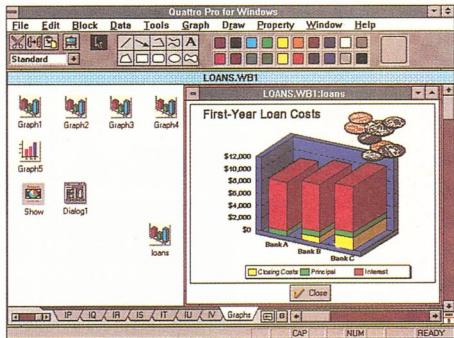 Quattro Pro for Windows
File Edit Block Data Tools Graph Draw Property Window Help
A
Standard
LOANS.WB1
LOANS.WB1:loans
Graph1 Graph2 Graph3 Graph4
Graph5
Show Dialog1
loans
First-Year Loan Costs
$12,000
$10,000
$8,000
$6,000
$4,000
$2,000
$0
Bank A
Bank B
Bank C
Closing Costs Principal Interest
Close
IP IQ IR IS IT IU IV Graphs
CAP NUM READY